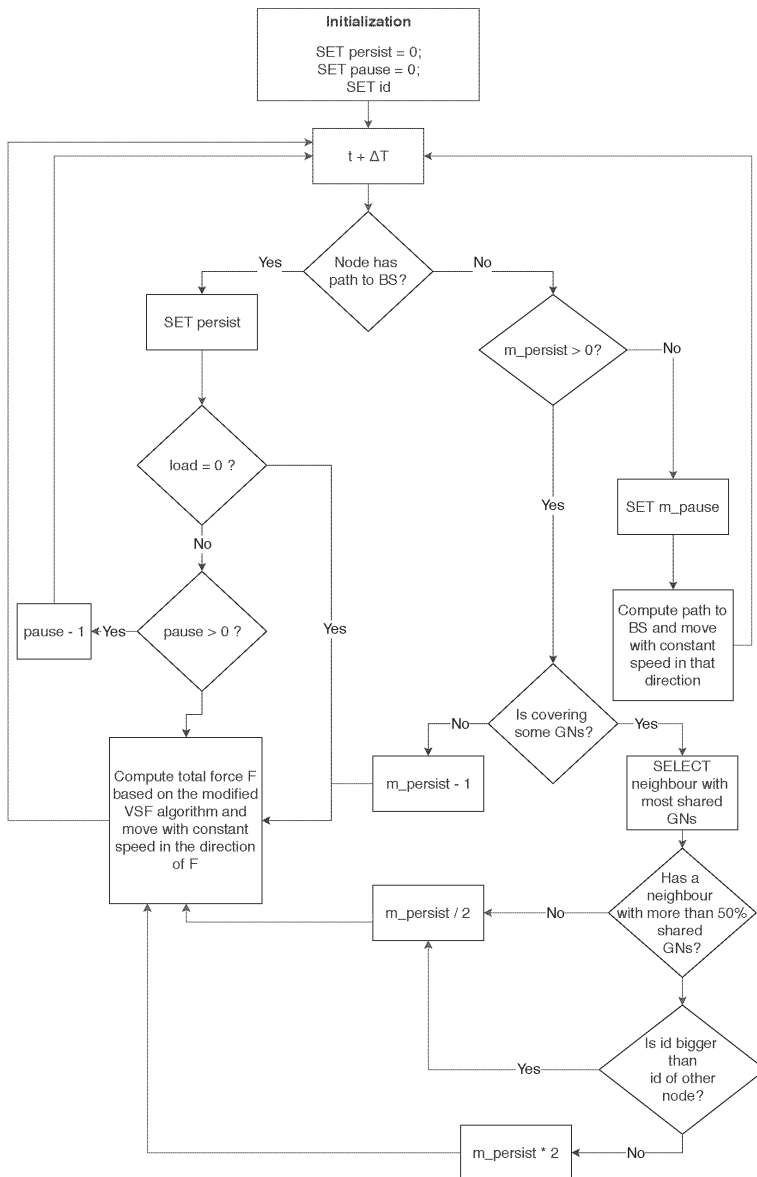 Initialization
SET persist = 0;
SET pause = 0;
SET id
t + ΔT
Node has
path to BS?
Yes
No
SET persist
m_persist > 0?
No
load = 0 ?
SET m_pause
Yes
No
Compute path to
BS and move
with constant
speed in that
direction
pause - 1
Yes
pause > 0 ?
Yes
Is covering
some GNs?
No
Yes
Compute total force F
based on the modified
VSF algorithm and
move with constant
speed in the direction
of F
m_persist - 1
SELECT
neighbour with
most shared
GNs
Has a
neighbour
with more than 50%
shared
GNs?
m_persist / 2
No
Is id bigger
than
id of other
node?
Yes
m_persist * 2
No